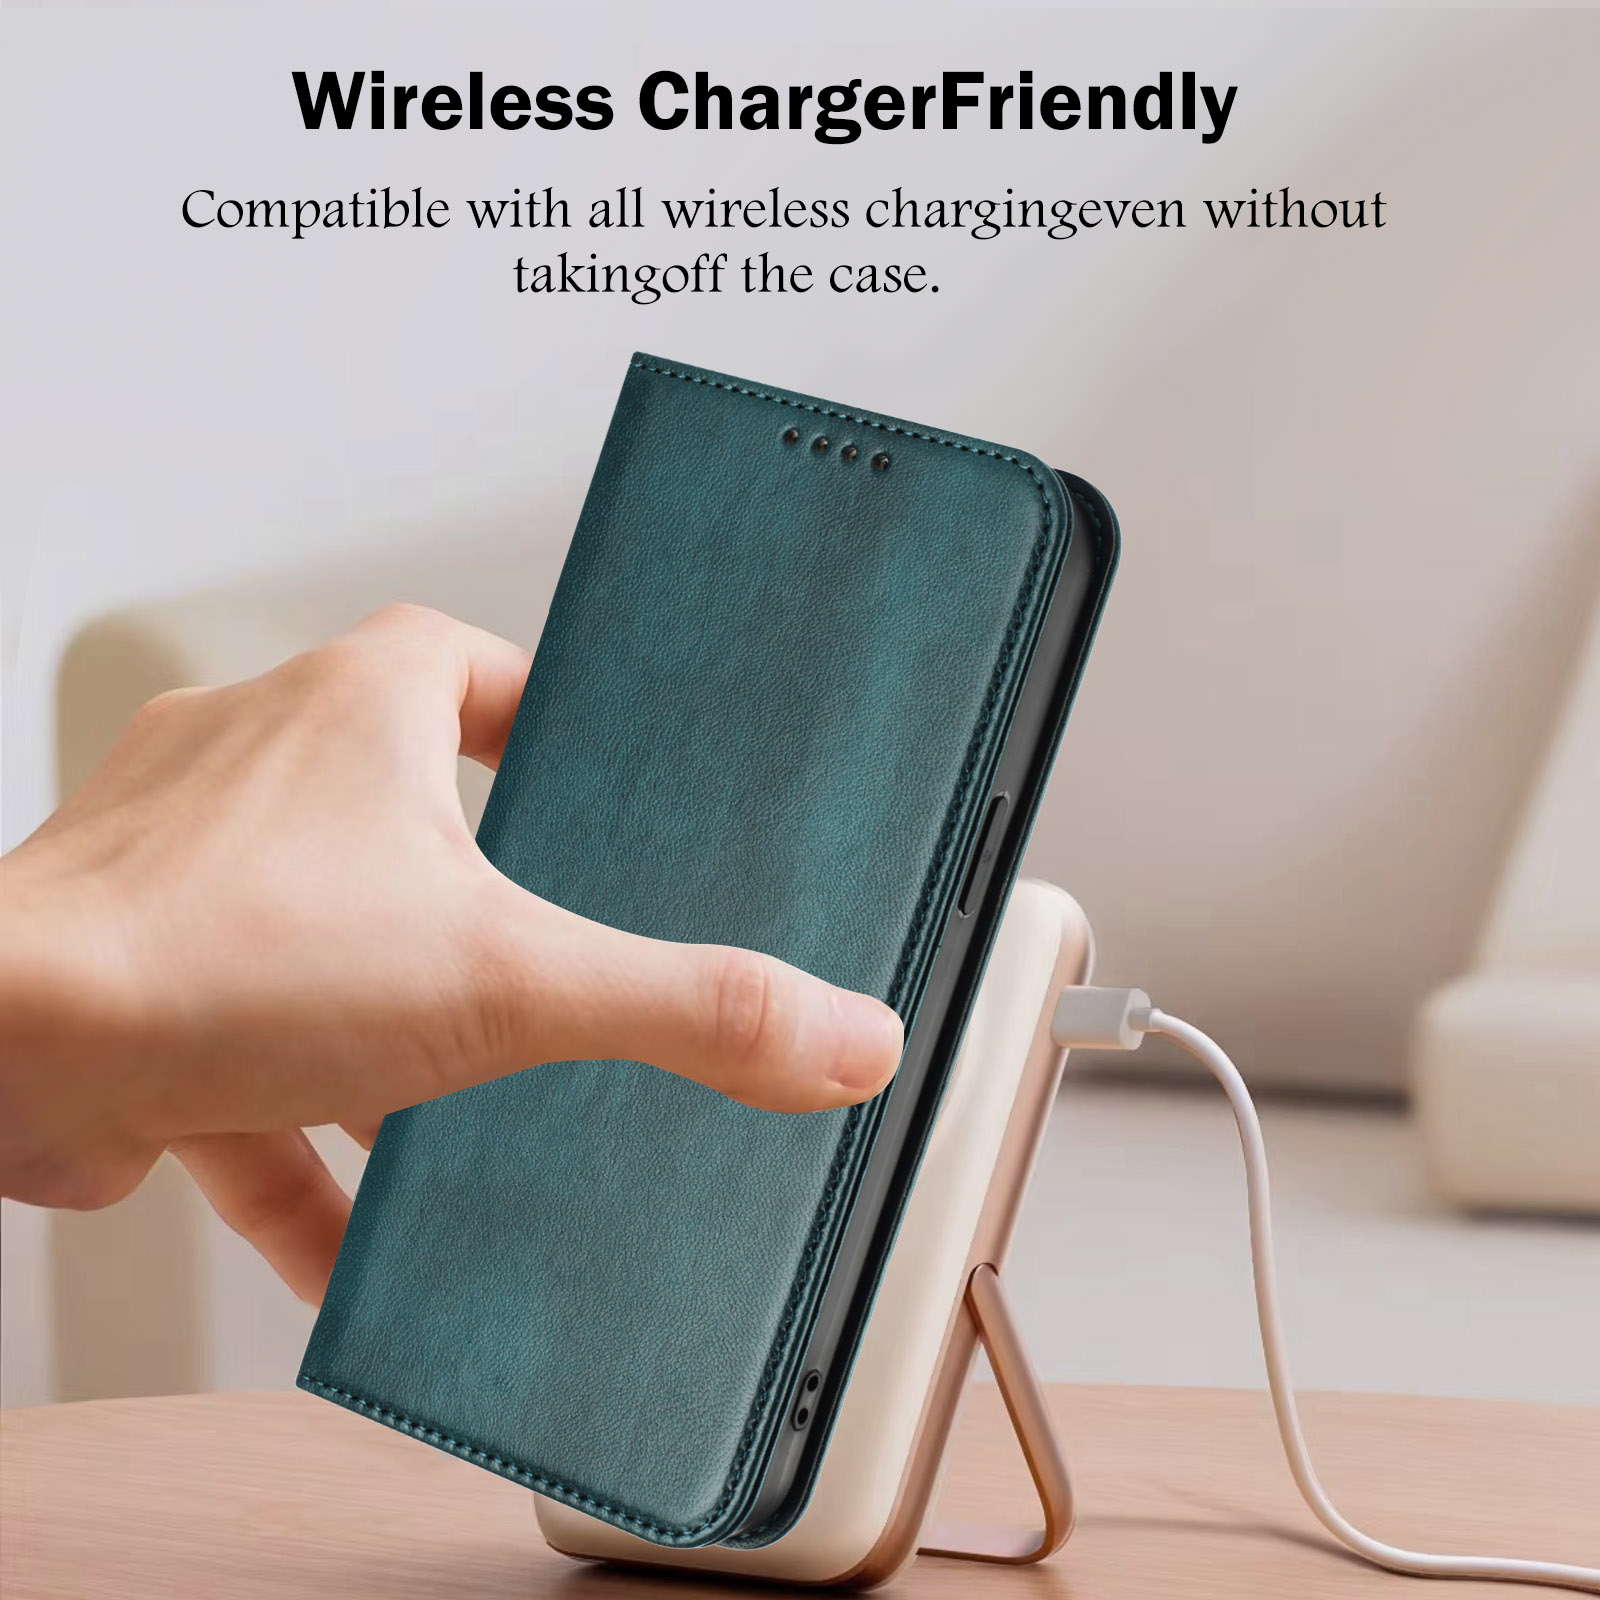 Wireless ChargerFriendly
Compatible with all wireless chargingeven without
takingoff the case.